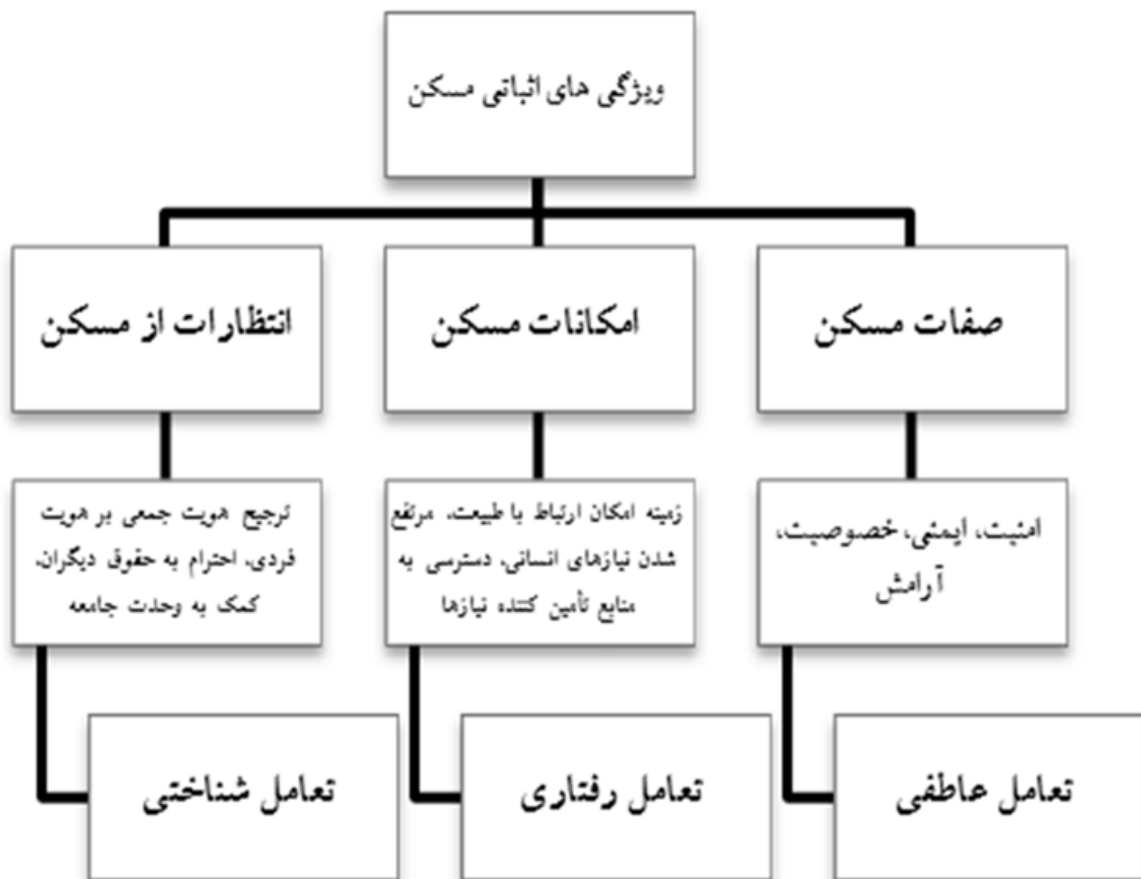 ویژگی های اثباتی مسکن
صفات مسکن
امکانات مسکن
انتظارات از مسکن
امنیت، ایمنی، خصوصیت،
آرامش
زمینه امکان ارتباط با طبیعت، مرتفع
شدن نیازهای انسانی، دسترسی به
منابع تأمین کننده نیازها
ترجیح هویت جمعی بر هویت
فردی، احترام به حقوق دیگران،
کمک به وحدت جامعه
تعامل عاطفی
تعامل رفتاری
تعامل شناختی